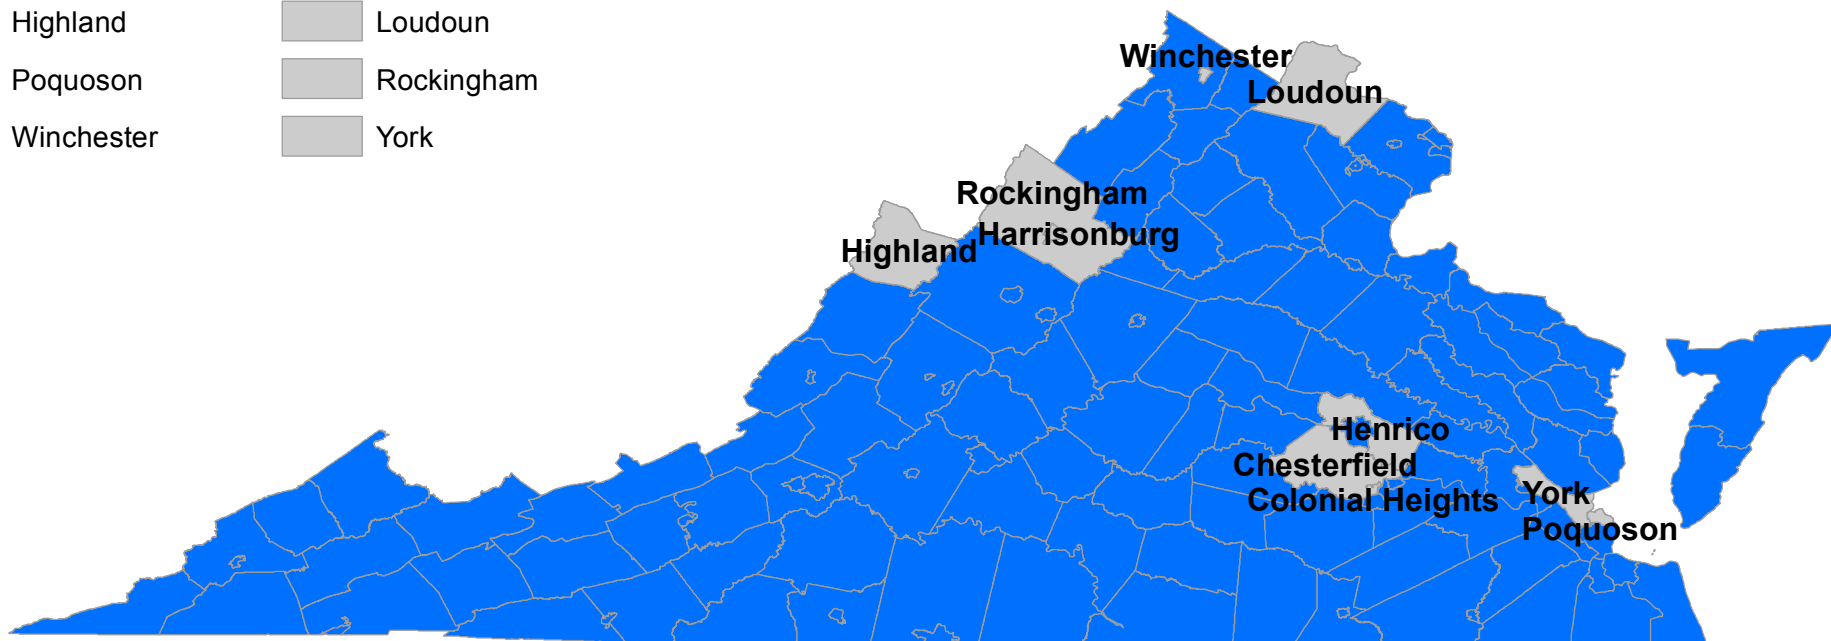 Highland Loudoun
Poquoson Rockingham
Winchester York
Winchester
Loudoun
Rockingham
Harrisonburg
Highland
Henrico
Chesterfield
Colonial Heights
York
Poquoson